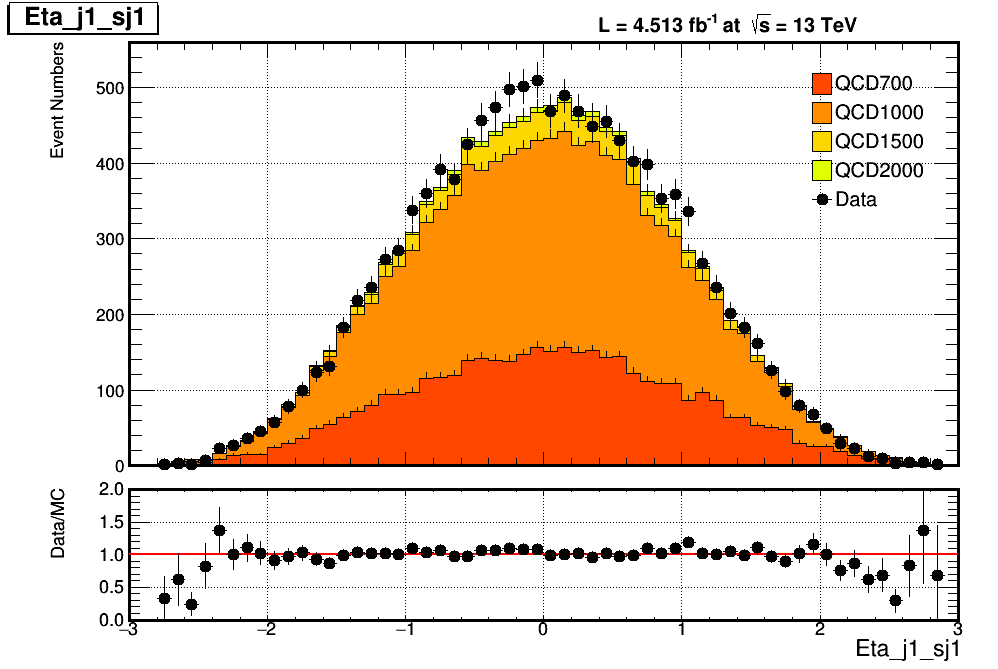 Eta_j1_sj1
L = 4.513 fb⁻¹ at √s = 13 TeV
Event Numbers
500
400
300
200
100
0
QCD700
QCD1000
QCD1500
QCD2000
Data
Data/MC
2.0
1.5
1.0
0.5
0.0
−3 −2 −1 0 1 2 3
Eta_j1_sj1